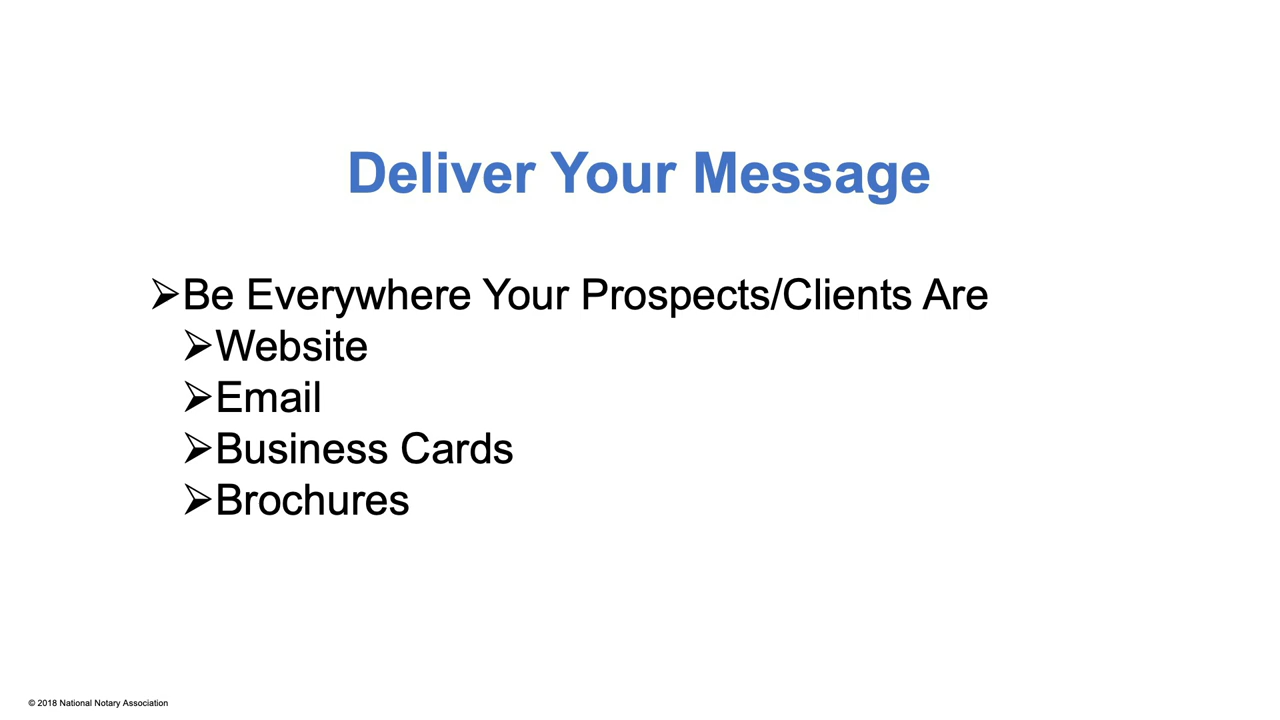 Deliver Your Message
➢Be Everywhere Your Prospects/Clients Are
➢Website
➢Email
➢Business Cards
➢Brochures
© 2018 National Notary Association